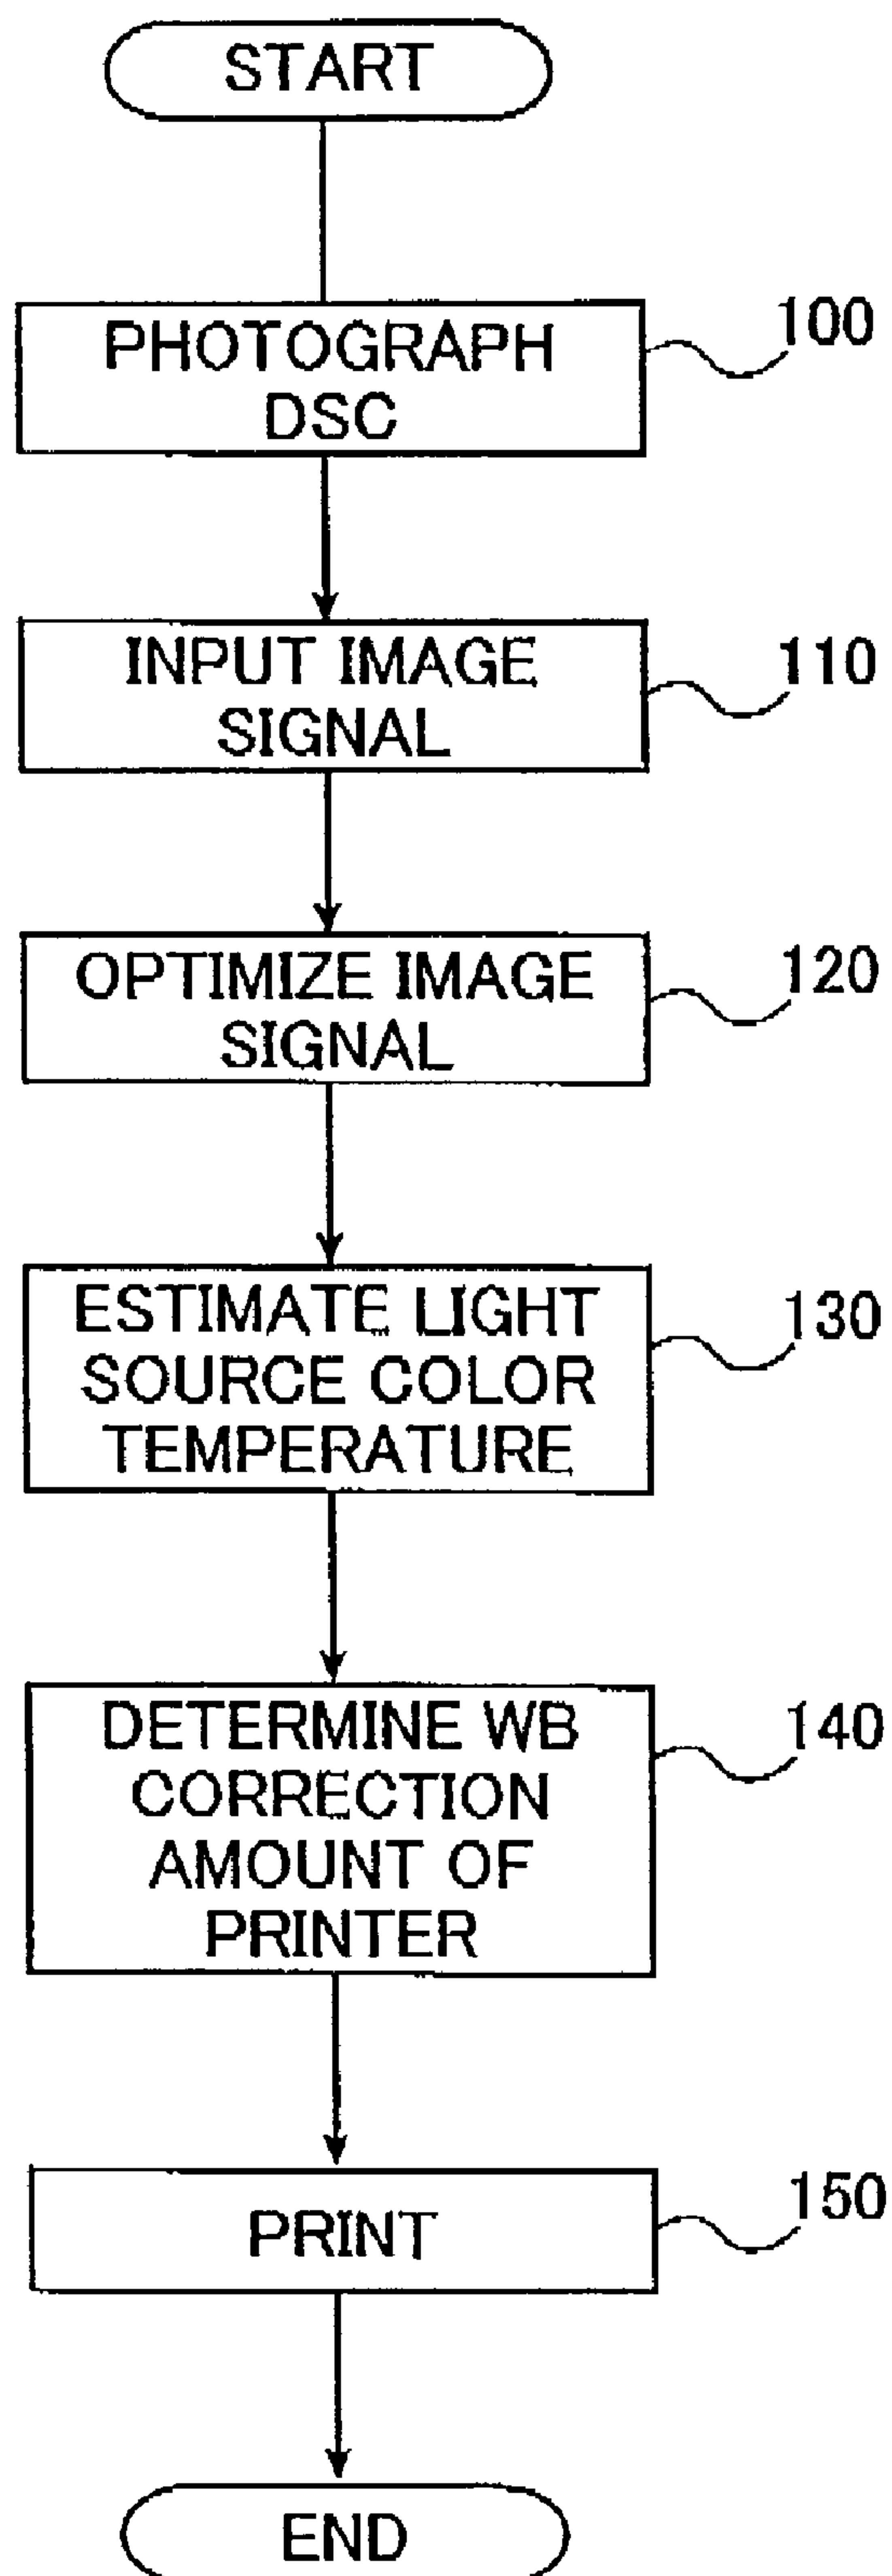 START
PHOTOGRAPH
DSC
100
INPUT IMAGE
SIGNAL
110
OPTIMIZE IMAGE
SIGNAL
120
ESTIMATE LIGHT
SOURCE COLOR
TEMPERATURE
130
DETERMINE WB
CORRECTION
AMOUNT OF
PRINTER
140
PRINT
150
END